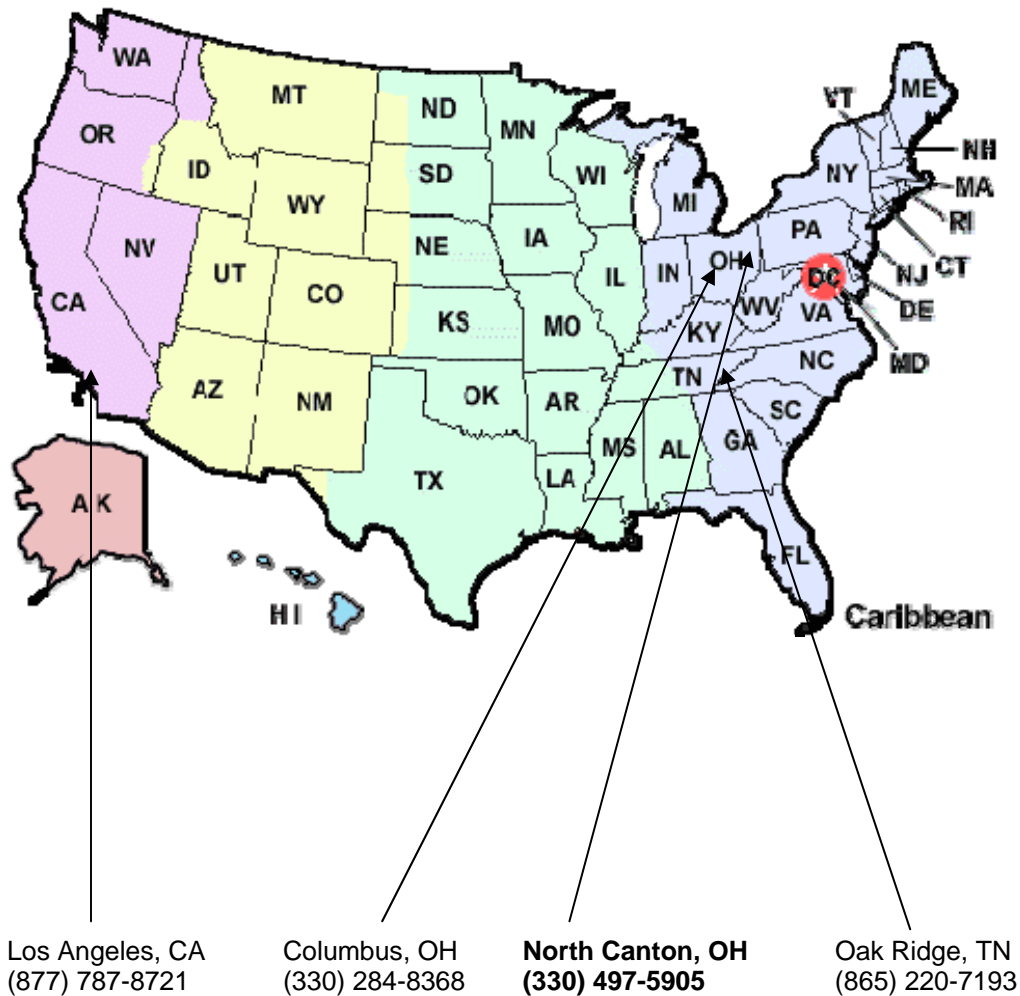 WA
MT
ND
MN
ME
VT
OR
ID
SD
WI
NY
NH
MI
MA
WY
RI
NV
NE
IA
PA
UT
IL
IN
OH
NJ
CT
CA
CO
DC
DE
WV
VA
KS
MO
KY
MD
AZ
NM
OK
AR
TN
NC
SC
MS
AL
GA
TX
LA
AK
FL
HI
Caribbean
Los Angeles, CA
(877) 787-8721
Columbus, OH
(330) 284-8368
North Canton, OH
(330) 497-5905
Oak Ridge, TN
(865) 220-7193